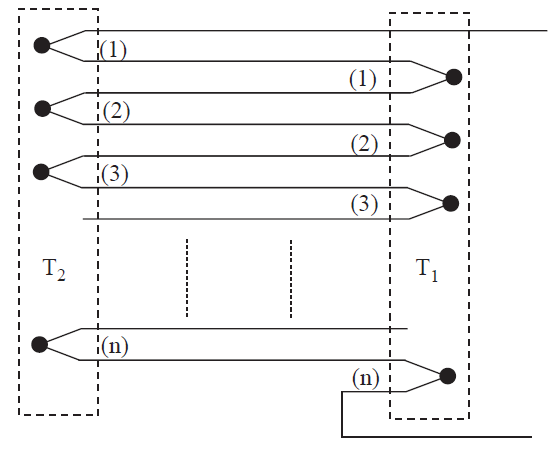 (1)
(1)
(2)
(2)
(3)
(3)
T₂
T₁
(n)
(n)